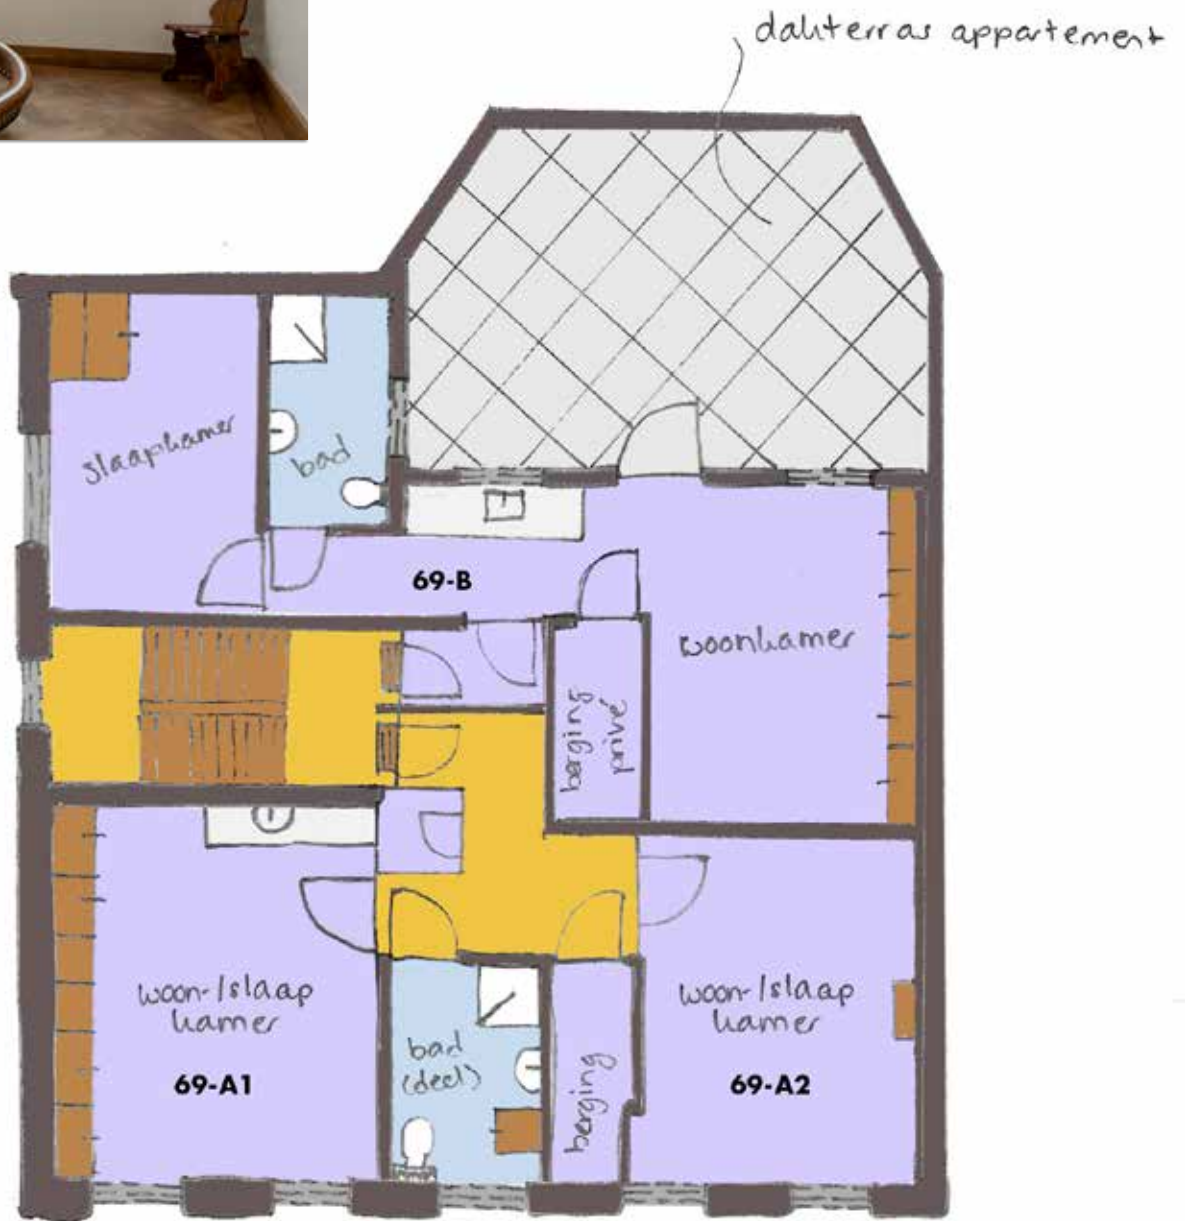 dakterras appartement
slaapkamer
bad
69-B
woonkamer
berging
privé
woon-/slaap
kamer
69-A1
bad
(deel)
berging
woon-/slaap
kamer
69-A2